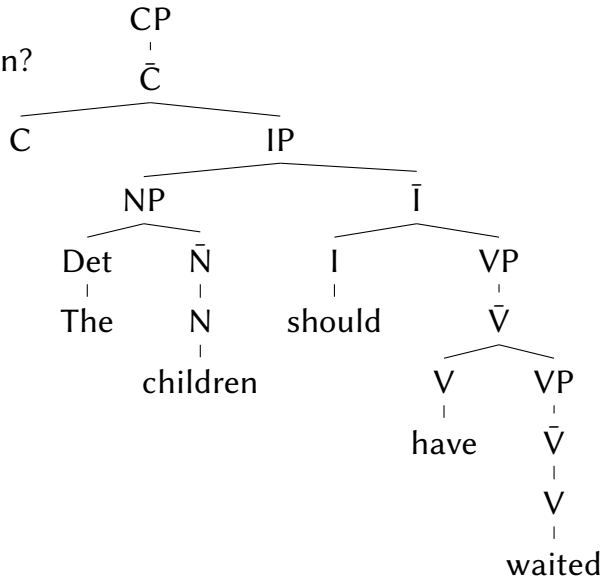 CP
n?
C̄
C IP
NP Ī
Det N̄ I VP
The N should V̄
children V VP
have V̄
V
waited